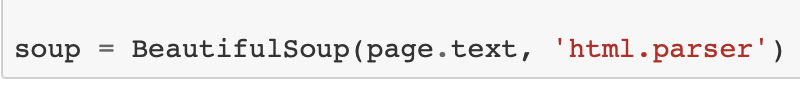 soup = BeautifulSoup(page.text, 'html.parser')